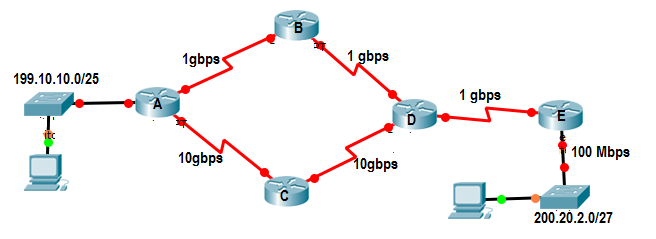 B
1gbps
1 gbps
199.10.10.0/25
A
1 gbps
D
E
10gbps
10gbps
100 Mbps
C
200.20.2.0/27